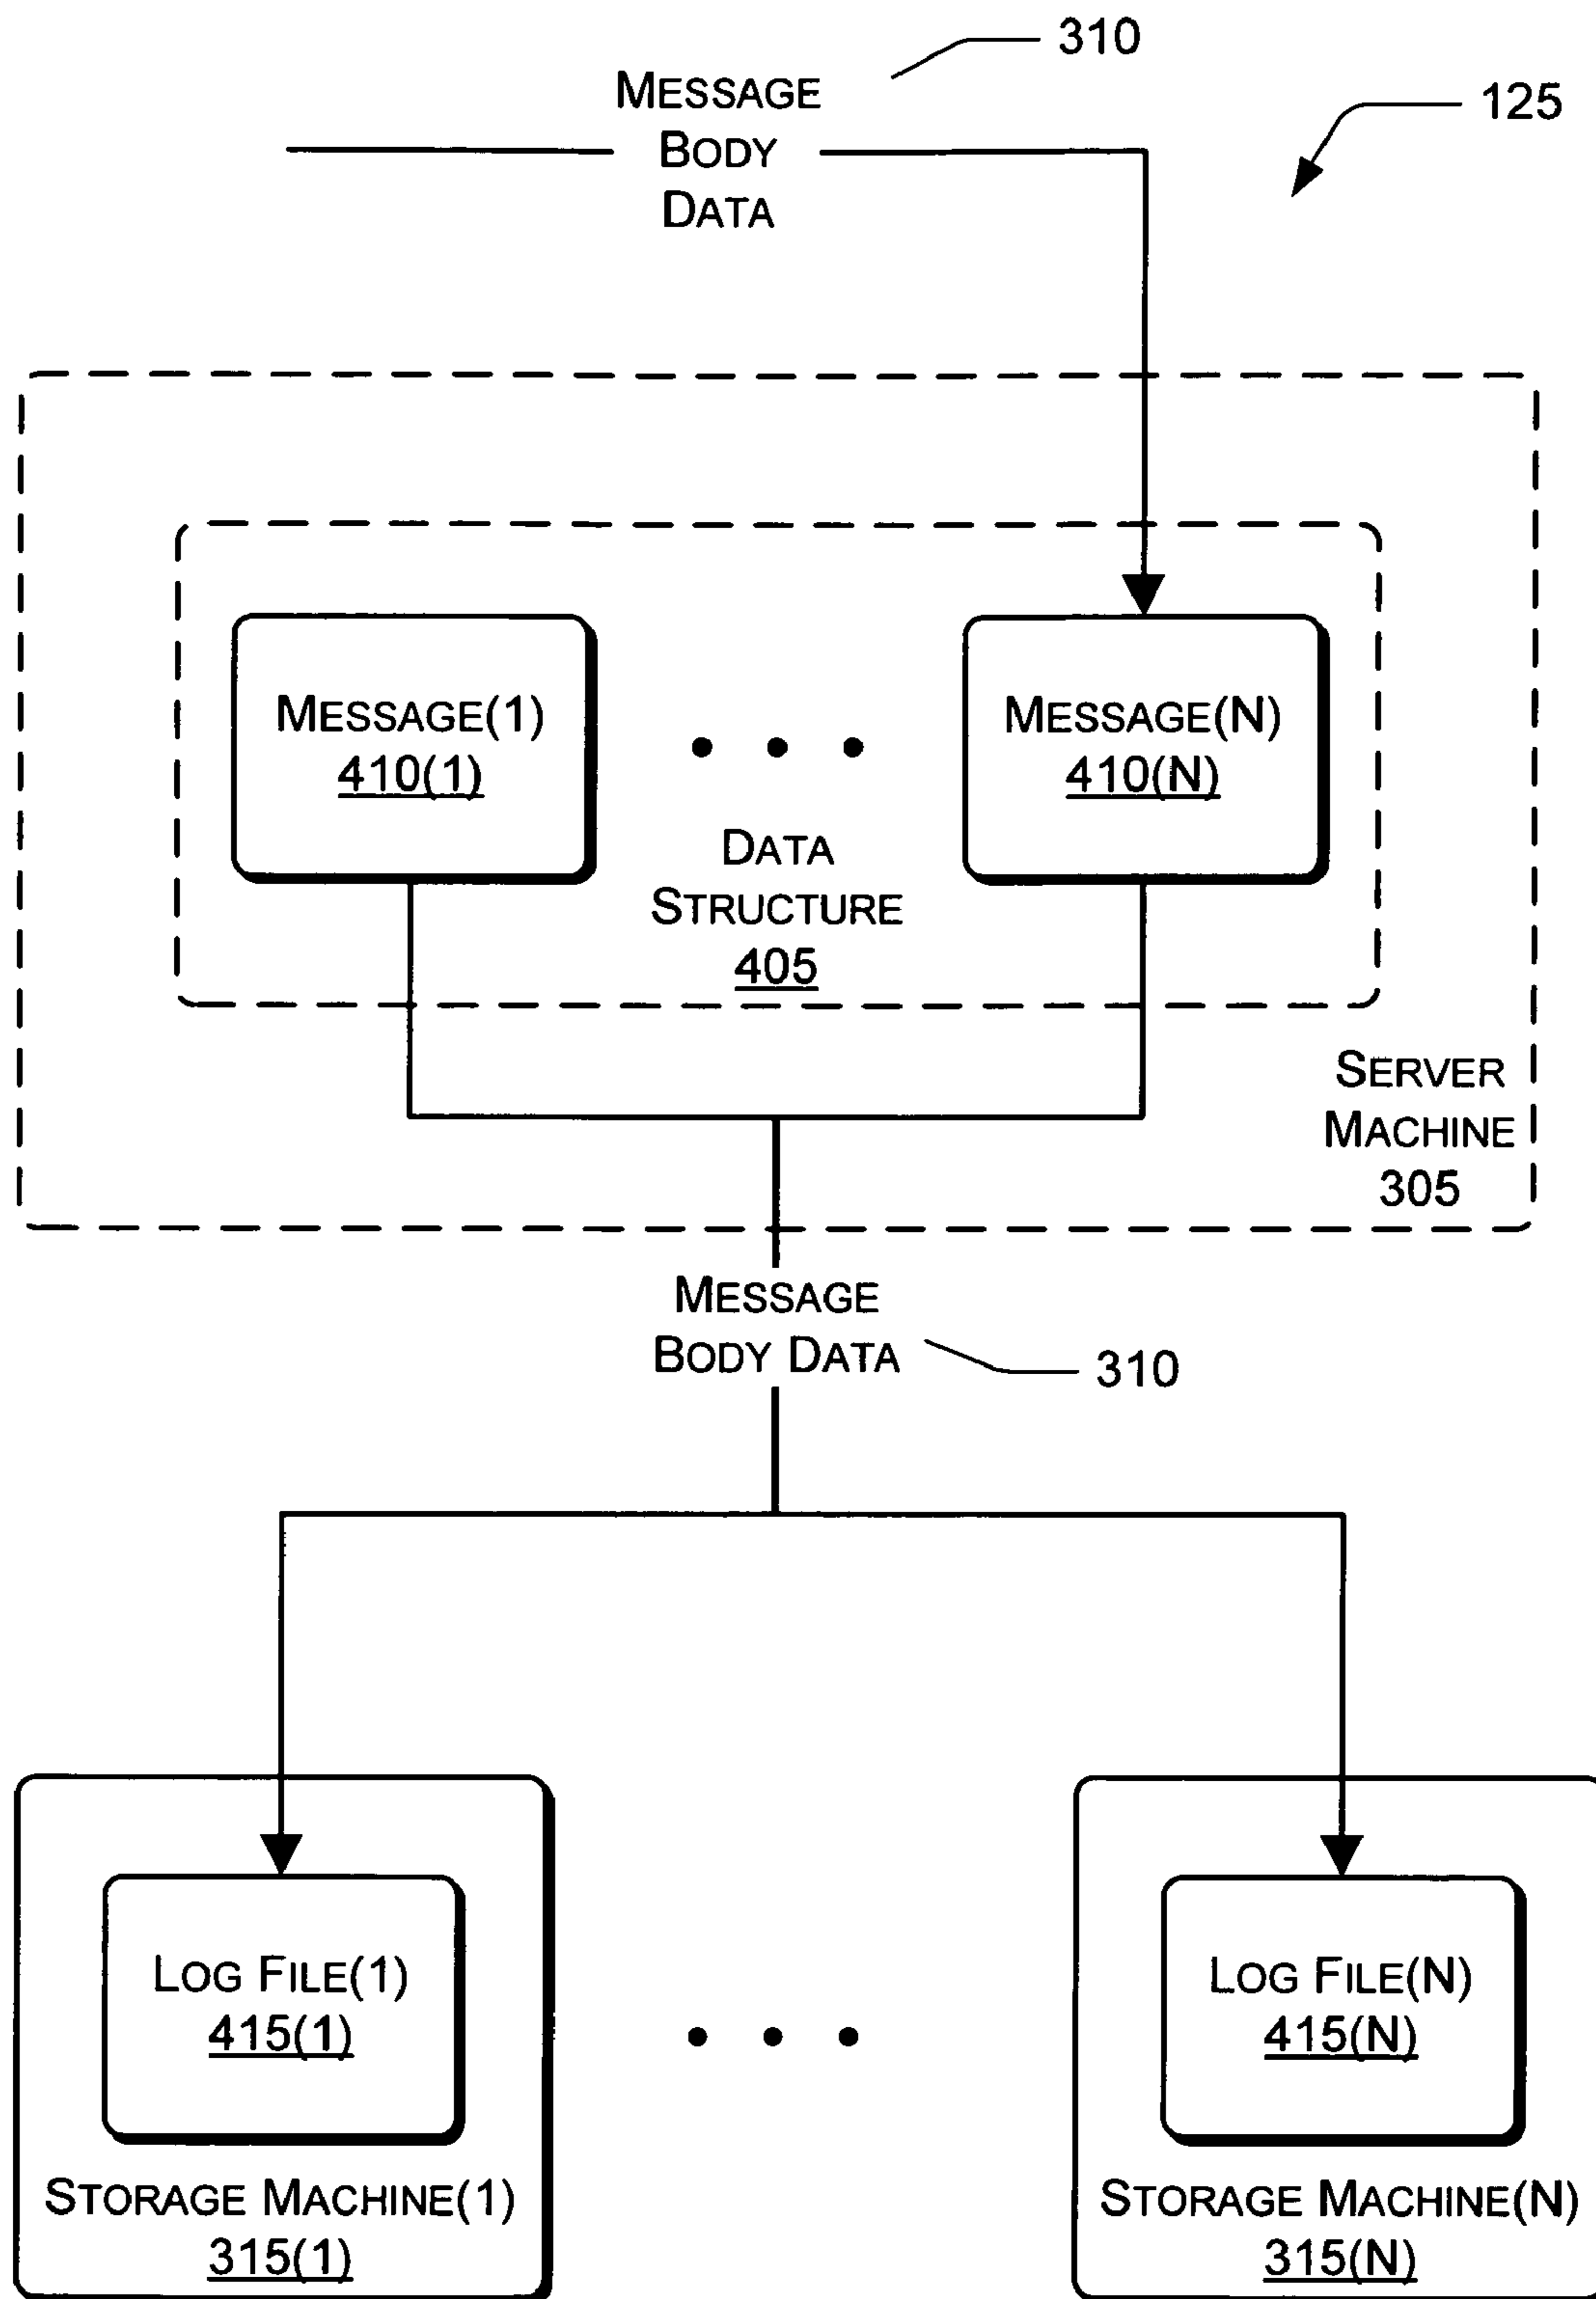 310
MESSAGE
BODY
DATA
125
MESSAGE(1)
410(1)
MESSAGE(N)
410(N)
DATA
STRUCTURE
405
SERVER
MACHINE
305
MESSAGE
BODY DATA
310
LOG FILE(1)
415(1)
LOG FILE(N)
415(N)
STORAGE MACHINE(1)
315(1)
STORAGE MACHINE(N)
315(N)